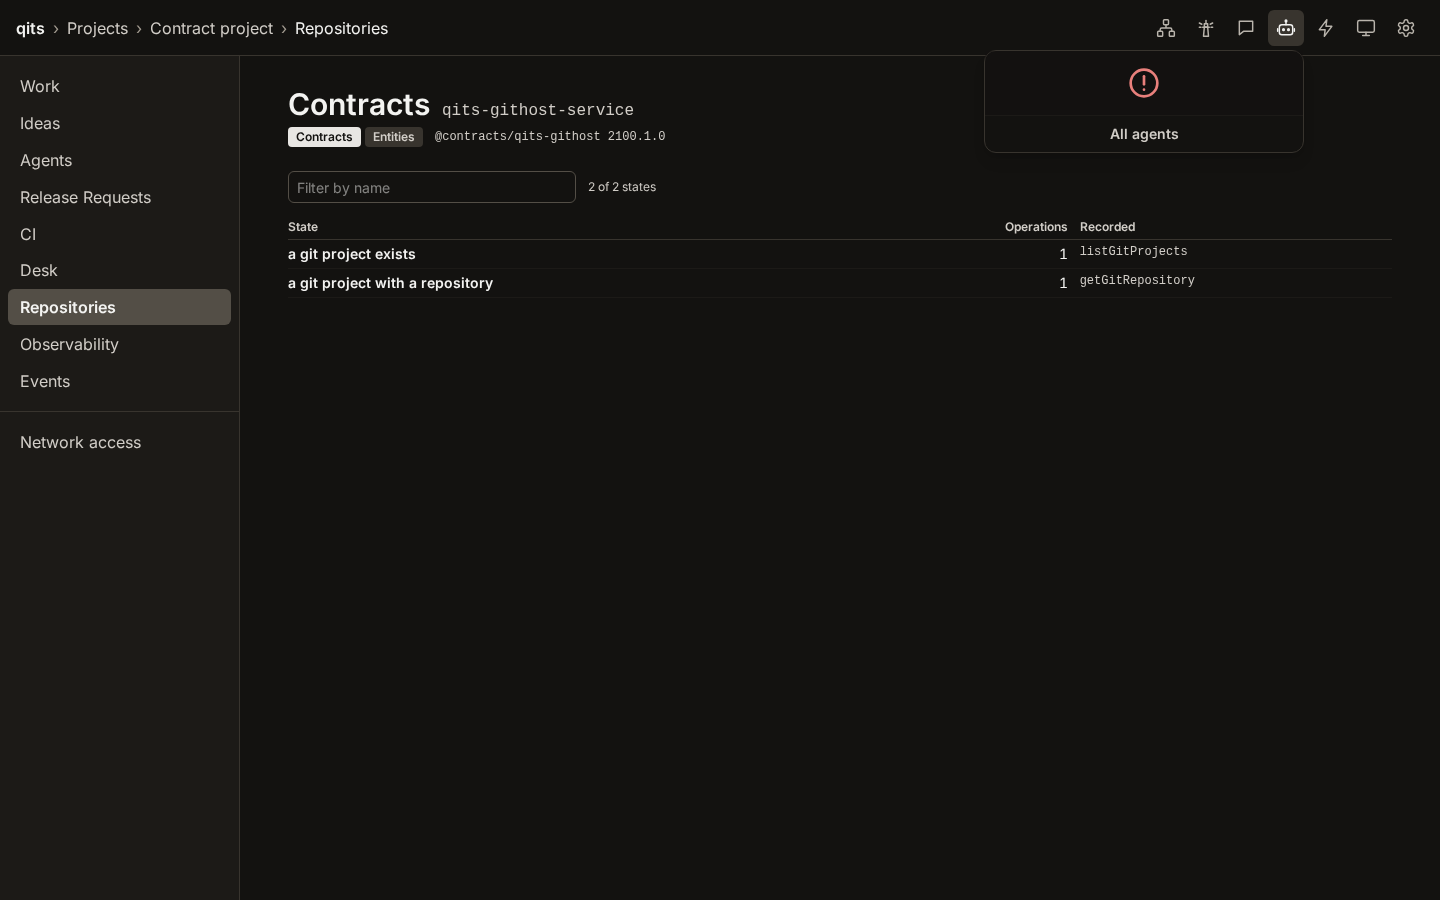 qits › Projects › Contract project › Repositories
All agents
Work
Ideas
Agents
Release Requests
CI
Desk
Repositories
Observability
Events
Network access
Contracts qits-githost-service
Contracts Entities @contracts/qits-githost 2100.1.0
Filter by name 2 of 2 states
State Operations Recorded
a git project exists 1 listGitProjects
a git project with a repository 1 getGitRepository